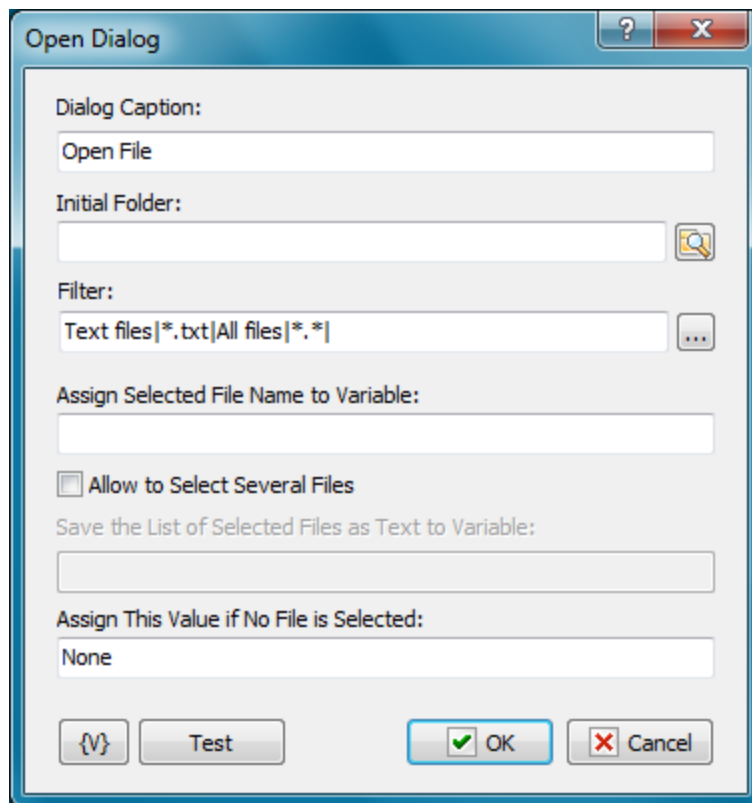 Open Dialog ?
Dialog Caption:
Open File
Initial Folder:
Filter:
Text files|*.txt|All files|*.*|
...
Assign Selected File Name to Variable:
Allow to Select Several Files
Save the List of Selected Files as Text to Variable:
Assign This Value if No File is Selected:
None
{V} Test OK Cancel